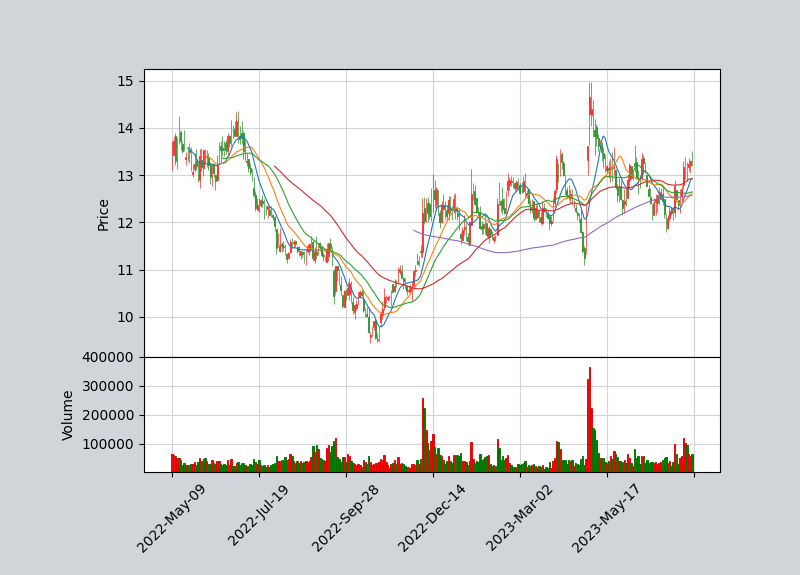 15
14
13
12
11
10
Price
400000
300000
200000
100000
Volume
2022-May-09
2022-Jul-19
2022-Sep-28
2022-Dec-14
2023-Mar-02
2023-May-17